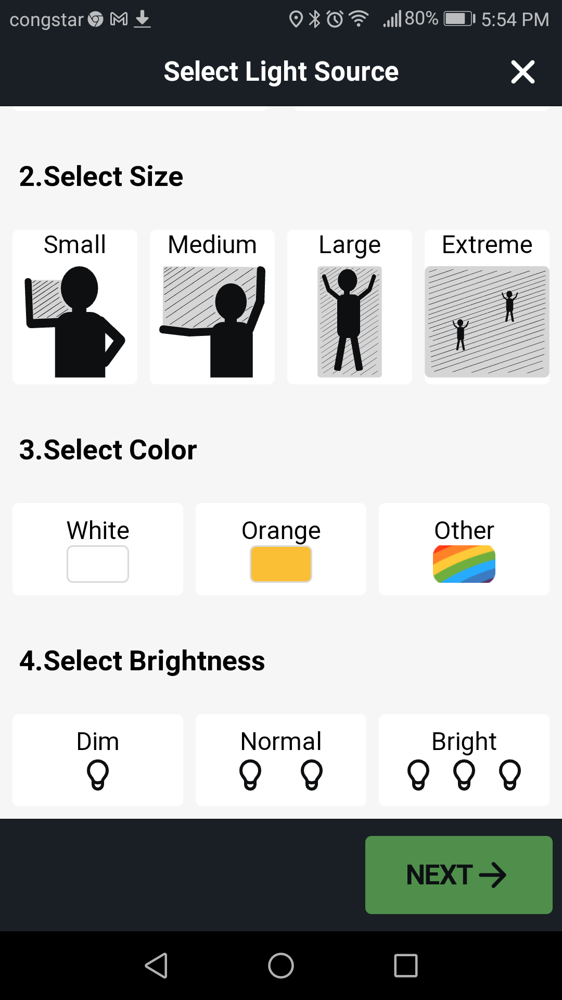 congstar 80% 5:54 PM
Select Light Source
2.Select Size
Small Medium Large Extreme
3.Select Color
White Orange Other
4.Select Brightness
Dim Normal Bright
NEXT